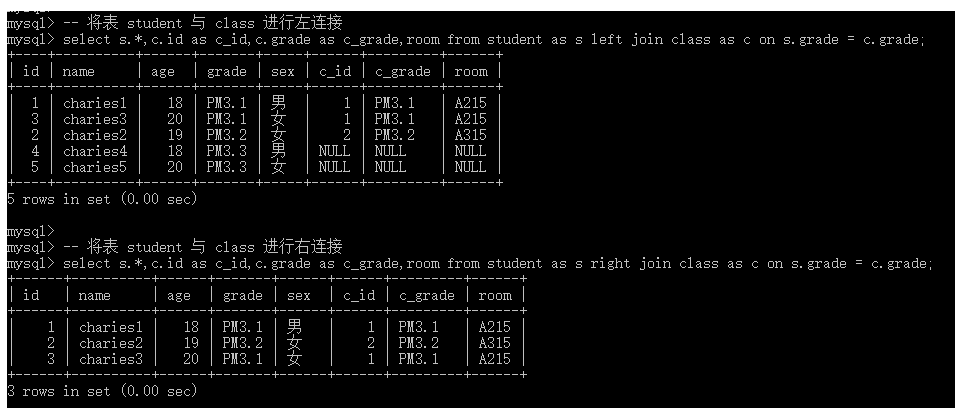 mysql>
mysql> -- 将表 student 与 class 进行左连接
mysql> select s.*,c.id as c_id,c.grade as c_grade,room from student as s left join class as c on s.grade = c.grade;
+----+----------+------+-------+------+------+---------+------+
| id | name | age | grade | sex | c_id | c_grade | room |
+----+----------+------+-------+------+------+---------+------+
| 1 | charies1 | 18 | PM3.1 | 男 | 1 | PM3.1 | A215 |
| 3 | charies3 | 20 | PM3.1 | 女 | 1 | PM3.1 | A215 |
| 2 | charies2 | 19 | PM3.2 | 女 | 2 | PM3.2 | A315 |
| 4 | charies4 | 18 | PM3.3 | 男 | NULL | NULL | NULL |
| 5 | charies5 | 20 | PM3.3 | 女 | NULL | NULL | NULL |
+----+----------+------+-------+------+------+---------+------+
5 rows in set (0.00 sec)
mysql>
mysql> -- 将表 student 与 class 进行右连接
mysql> select s.*,c.id as c_id,c.grade as c_grade,room from student as s right join class as c on s.grade = c.grade;
+------+----------+------+-------+------+------+---------+------+
| id | name | age | grade | sex | c_id | c_grade | room |
+------+----------+------+-------+------+------+---------+------+
| 1 | charies1 | 18 | PM3.1 | 男 | 1 | PM3.1 | A215 |
| 2 | charies2 | 19 | PM3.2 | 女 | 2 | PM3.2 | A315 |
| 3 | charies3 | 20 | PM3.1 | 女 | 1 | PM3.1 | A215 |
+------+----------+------+-------+------+------+---------+------+
3 rows in set (0.00 sec)